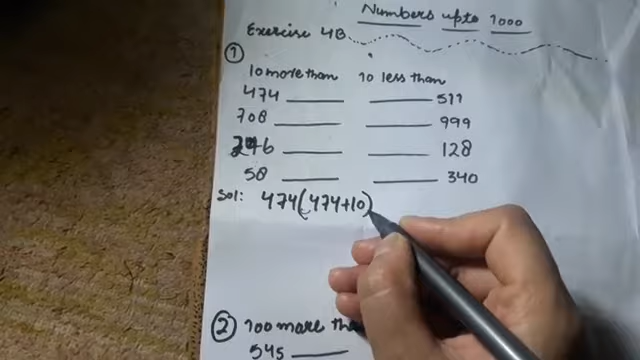 Numbers upto 1000
Exercise 4B
①
10 more than 10 less than
474 ______ ______ 511
708 ______ ______ 999
246 ______ ______ 128
58 ______ ______ 340
Sol: 474(474+10)
② 100 more tha
545 ______